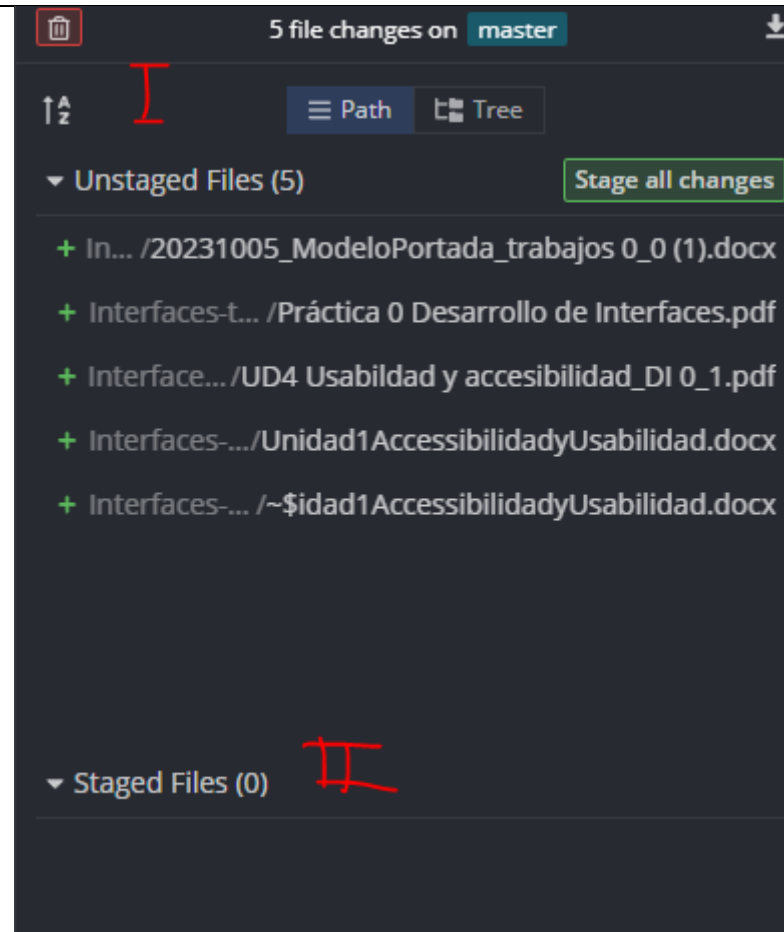 5 file changes on master
I
A
Z
Path Tree
Unstaged Files (5) Stage all changes
+ In... /20231005_ModeloPortada_trabajos 0_0 (1).docx
+ Interfaces-t... /Práctica 0 Desarrollo de Interfaces.pdf
+ Interface... /UD4 Usabildad y accesibilidad_DI 0_1.pdf
+ Interfaces-.../Unidad1AccessibilidadyUsabilidad.docx
+ Interfaces-... /~$idad1AccessibilidadyUsabilidad.docx
II
Staged Files (0)